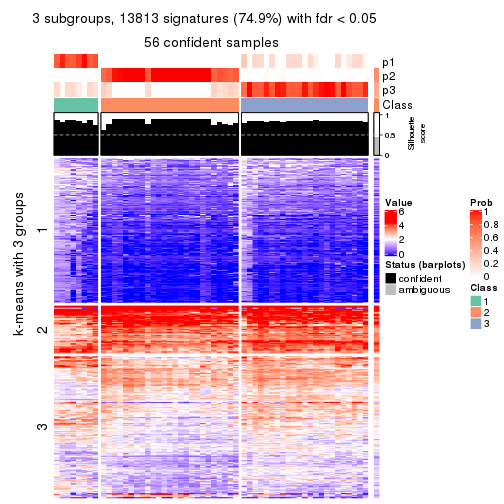 3 subgroups, 13813 signatures (74.9%) with fdr < 0.05
56 confident samples
p1
p2
p3
Class
1
0.5
0
Silhouette
score
k-means with 3 groups
1
2
3
Value
6
4
2
0
Status (barplots)
confident
ambiguous
Prob
1
0.8
0.6
0.4
0.2
0
Class
1
2
3